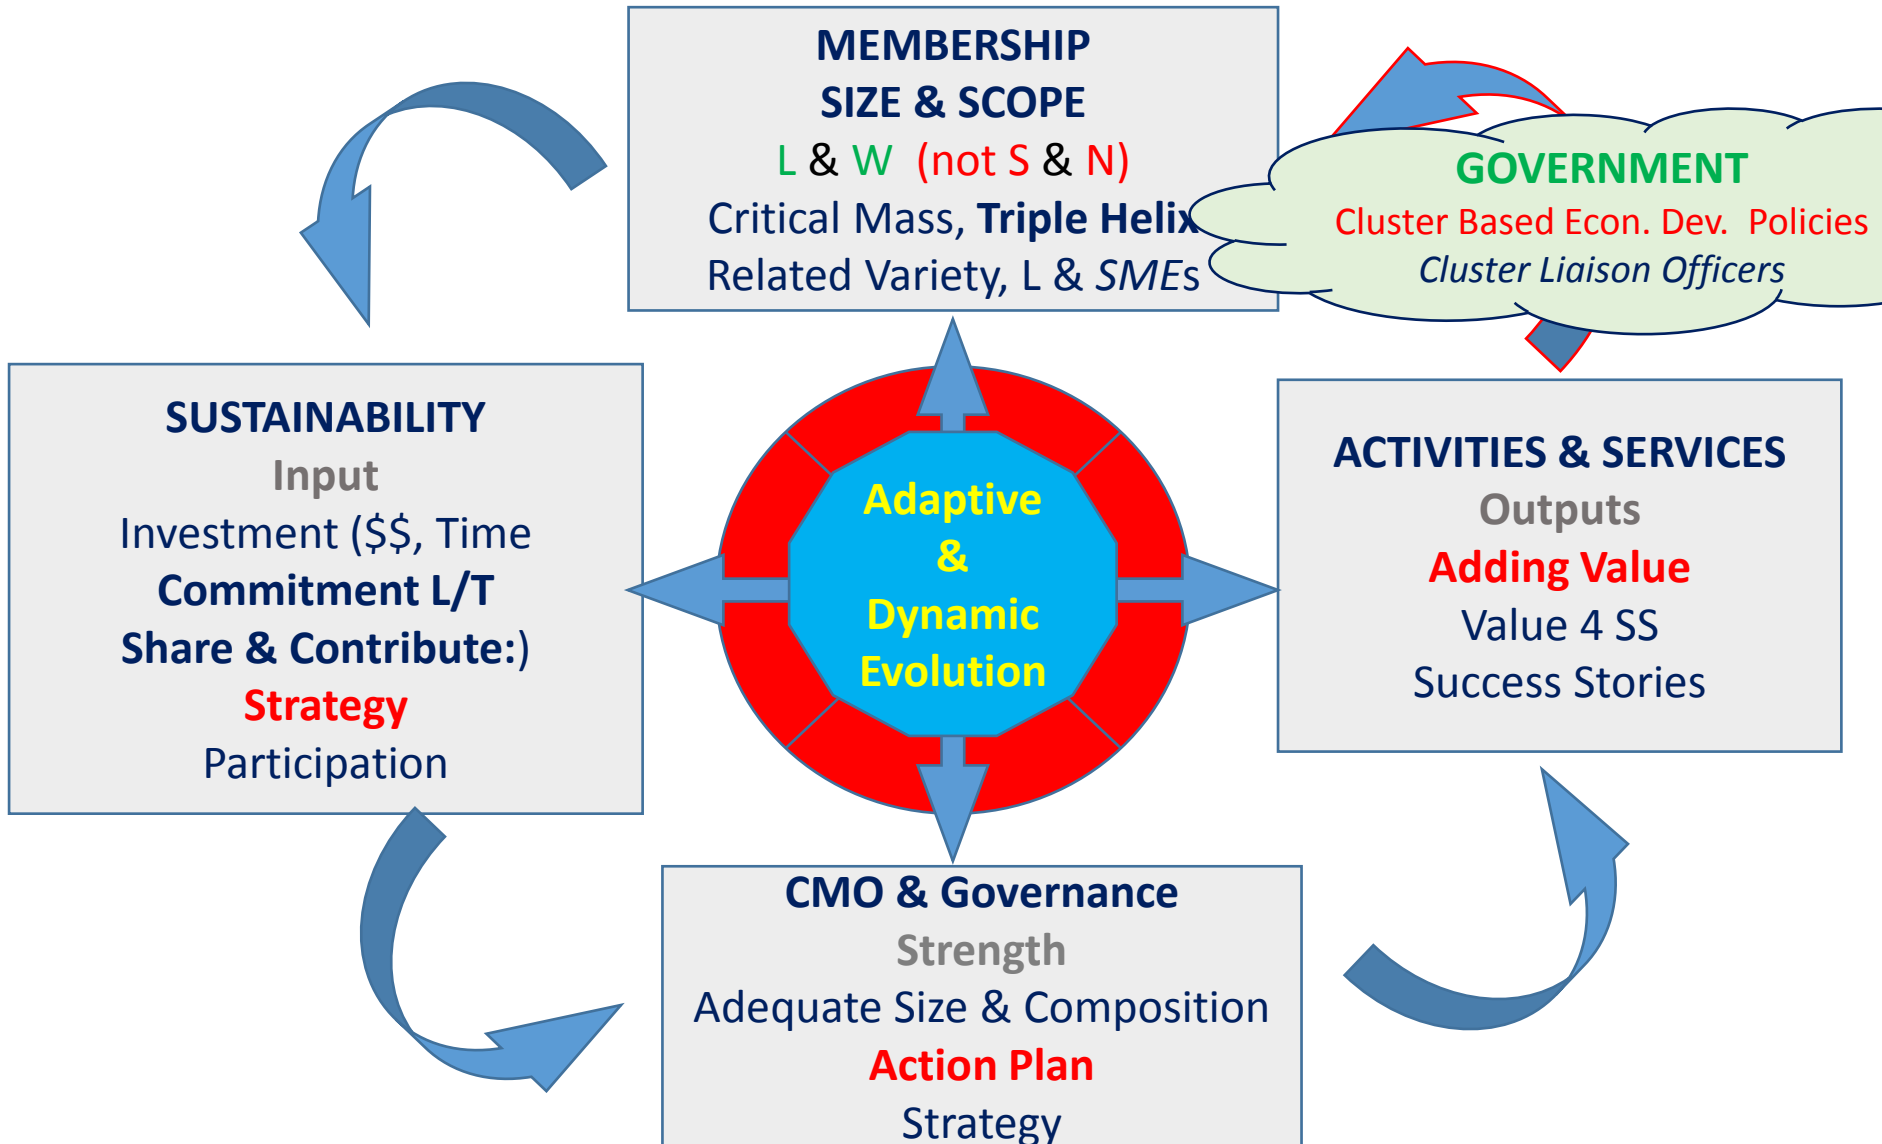 MEMBERSHIP
SIZE & SCOPE
L & W (not S & N)
Critical Mass, Triple Helix
Related Variety, L & SMEs
GOVERNMENT
Cluster Based Econ. Dev. Policies
Cluster Liaison Officers
SUSTAINABILITY
Input
Investment ($$, Time
Commitment L/T
Share & Contribute:)
Strategy
Participation
Adaptive
&
Dynamic
Evolution
ACTIVITIES & SERVICES
Outputs
Adding Value
Value 4 SS
Success Stories
CMO & Governance
Strength
Adequate Size & Composition
Action Plan
Strategy